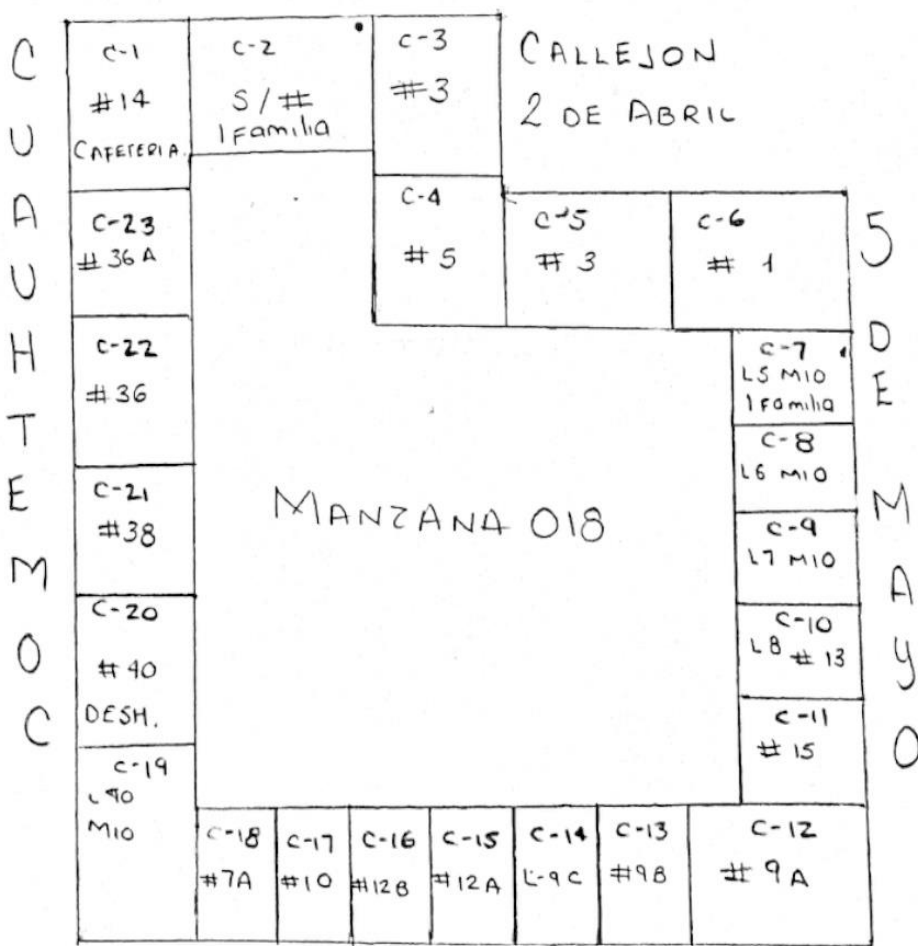 CUAUHTEMOC
C-1
#14
CAFETERIA.
C-2
S/#
1 Familia
C-3
#3
CALLEJON
2 DE ABRIL
C-23
#36A
C-4
#5
C-5
#3
C-6
#1
5 DE MAYO
C-22
#36
C-7
L5 M10
1 Familia
C-8
L6 M10
C-21
#38
MANZANA 018
C-9
L7 M10
C-20
#40
DESH.
C-10
L8 #13
C-11
#15
C-19
L40
M10
C-18
#7A
C-17
#10
C-16
#12B
C-15
#12A
C-14
L-9C
C-13
#9B
C-12
#9A